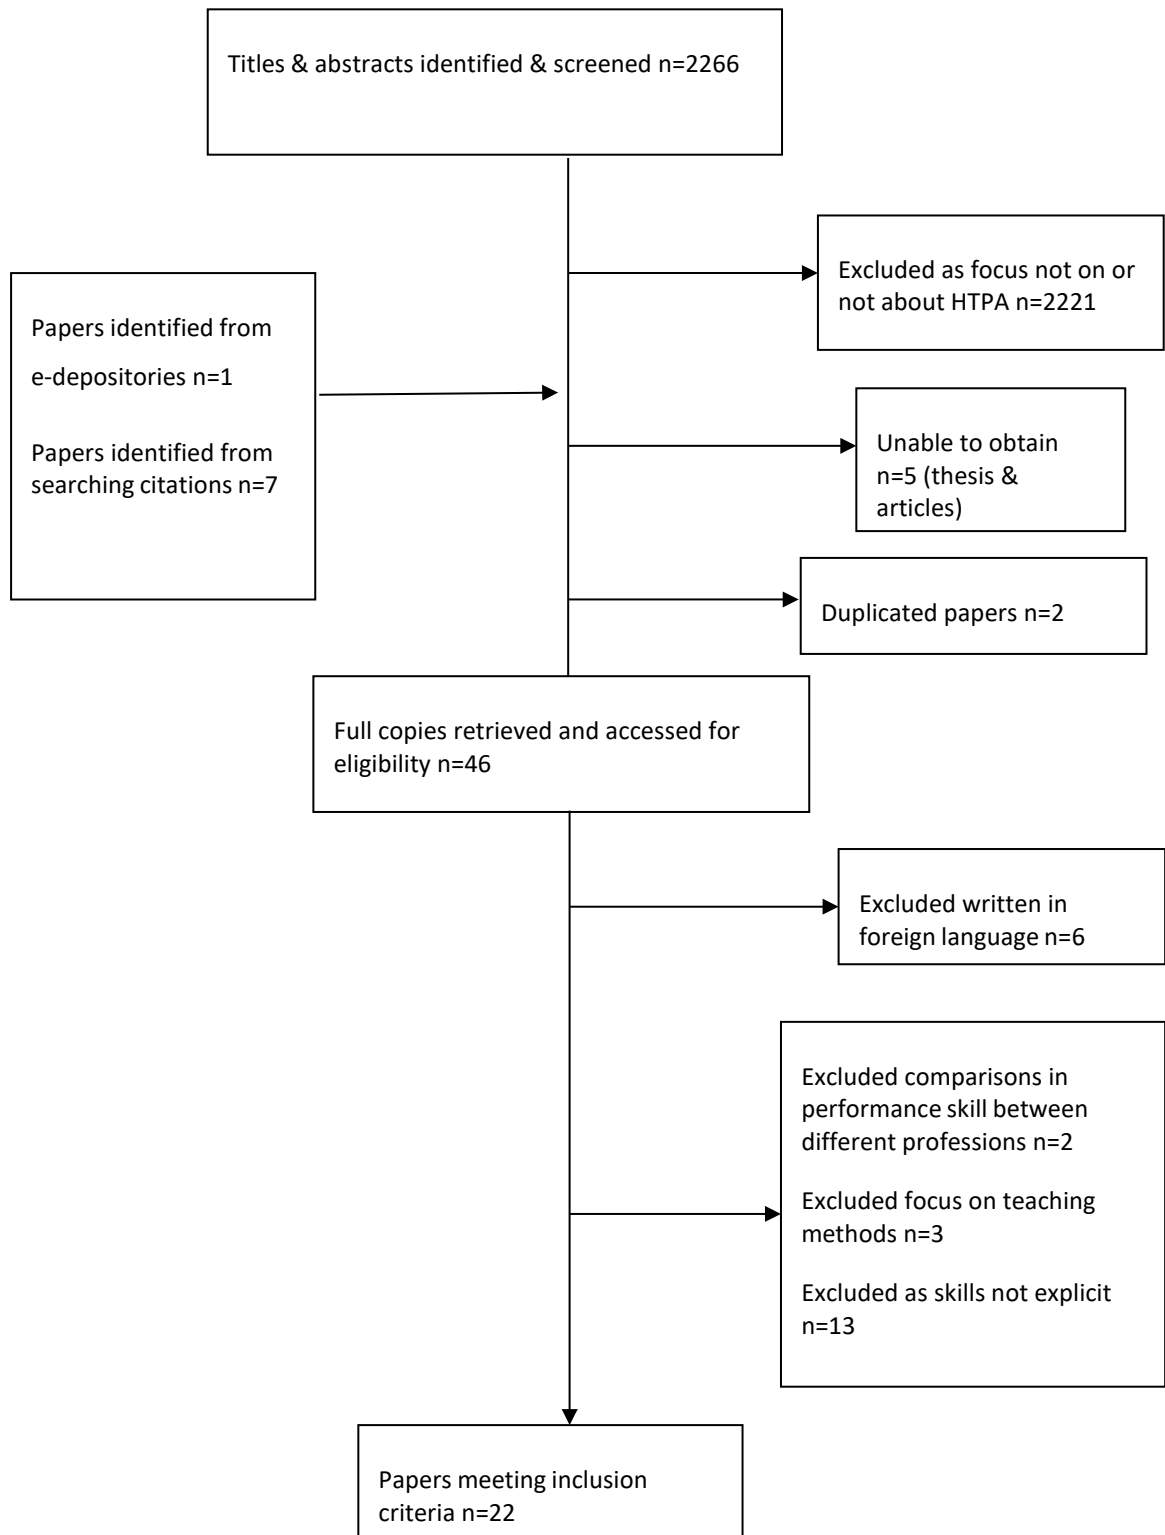 Titles & abstracts identified & screened n=2266
Excluded as focus not on or
not about HTPA n=2221
Papers identified from
e-depositories n=1
Papers identified from
searching citations n=7
Unable to obtain
n=5 (thesis &
articles)
Duplicated papers n=2
Full copies retrieved and accessed for
eligibility n=46
Excluded written in
foreign language n=6
Excluded comparisons in
performance skill between
different professions n=2
Excluded focus on teaching
methods n=3
Excluded as skills not explicit
n=13
Papers meeting inclusion
criteria n=22